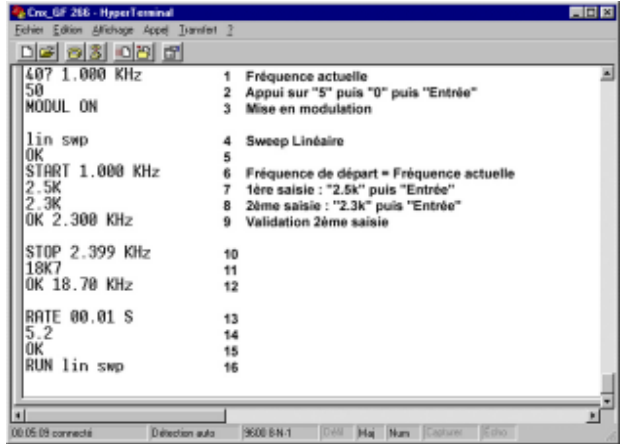 Cnx_GF 266 - HyperTerminal
Fichier Edition Affichage Appel Transfert ?
40? 1.000 KHz 1 Fréquence actuelle
50 2 Appui sur "5" puis "0" puis "Entrée"
MODUL ON 3 Mise en modulation
lin swp 4 Sweep Linéaire
OK 5
START 1.000 KHz 6 Fréquence de départ = Fréquence actuelle
2.5K 7 1ère saisie : "2.5k" puis "Entrée"
2.3K 8 2ème saisie : "2.3k" puis "Entrée"
OK 2.300 KHz 9 Validation 2ème saisie
STOP 2.399 KHz 10
18K7 11
OK 18.70 KHz 12
RATE 00.01 S 13
5.2 14
OK 15
RUN lin swp 16
00:05:09 connecté Détection auto 9600 8-N-1 Défil Maj Num Capturer Echo